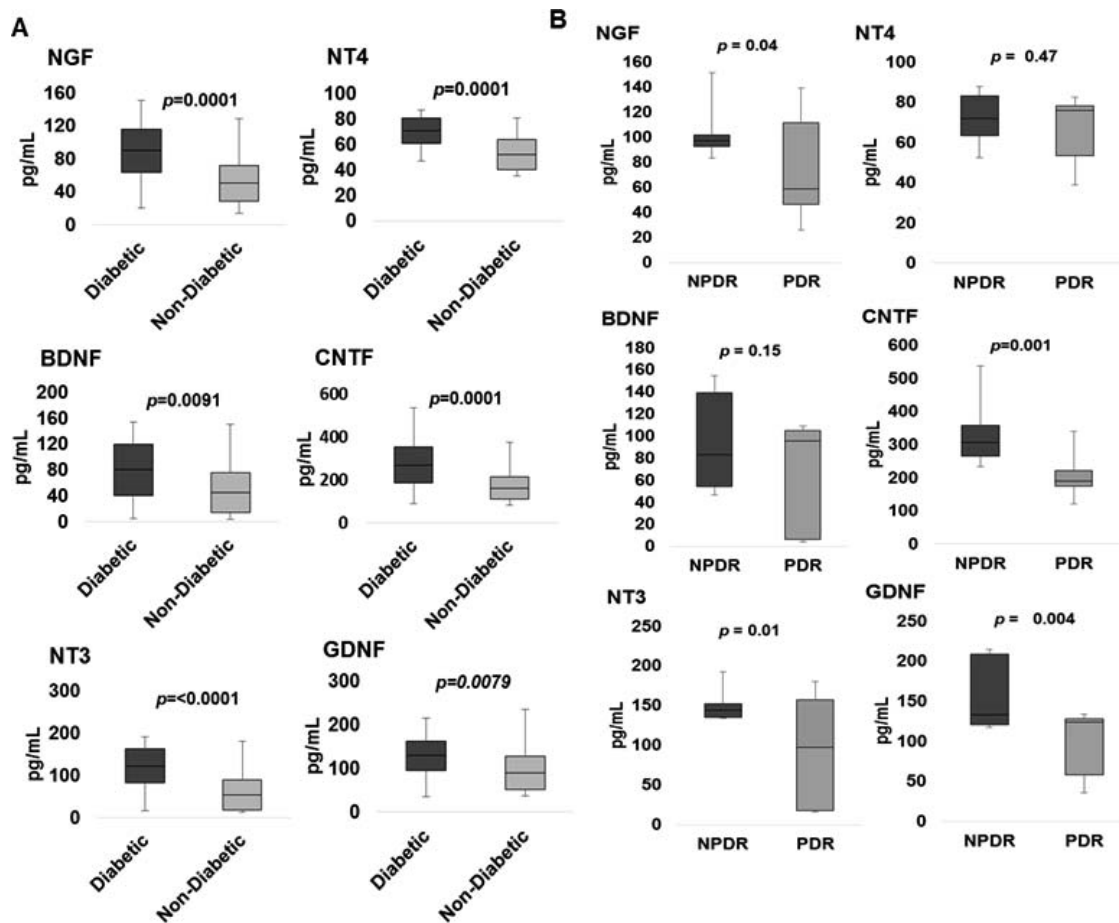 A
NGF
p=0.0001
pg/mL
160
120
80
40
0
Diabetic
Non-Diabetic
NT4
p=0.0001
pg/mL
100
80
60
40
20
0
Diabetic
Non-Diabetic
BDNF
p=0.0091
pg/mL
200
160
120
80
40
0
Diabetic
Non-Diabetic
CNTF
p=0.0001
pg/mL
600
400
200
0
Diabetic
Non-Diabetic
NT3
p=<0.0001
pg/mL
300
200
100
0
Diabetic
Non-Diabetic
GDNF
p=0.0079
pg/mL
300
200
100
0
Diabetic
Non-Diabetic
B
NGF
p = 0.04
pg/mL
160
140
120
100
80
60
40
20
0
NPDR
PDR
NT4
p = 0.47
pg/mL
100
80
60
40
20
0
NPDR
PDR
BDNF
p = 0.15
pg/mL
180
160
140
120
100
80
60
40
20
0
NPDR
PDR
CNTF
p=0.001
pg/mL
600
500
400
300
200
100
0
NPDR
PDR
NT3
p = 0.01
pg/mL
250
200
150
100
50
0
NPDR
PDR
GDNF
p = 0.004
pg/mL
250
200
150
100
50
0
NPDR
PDR